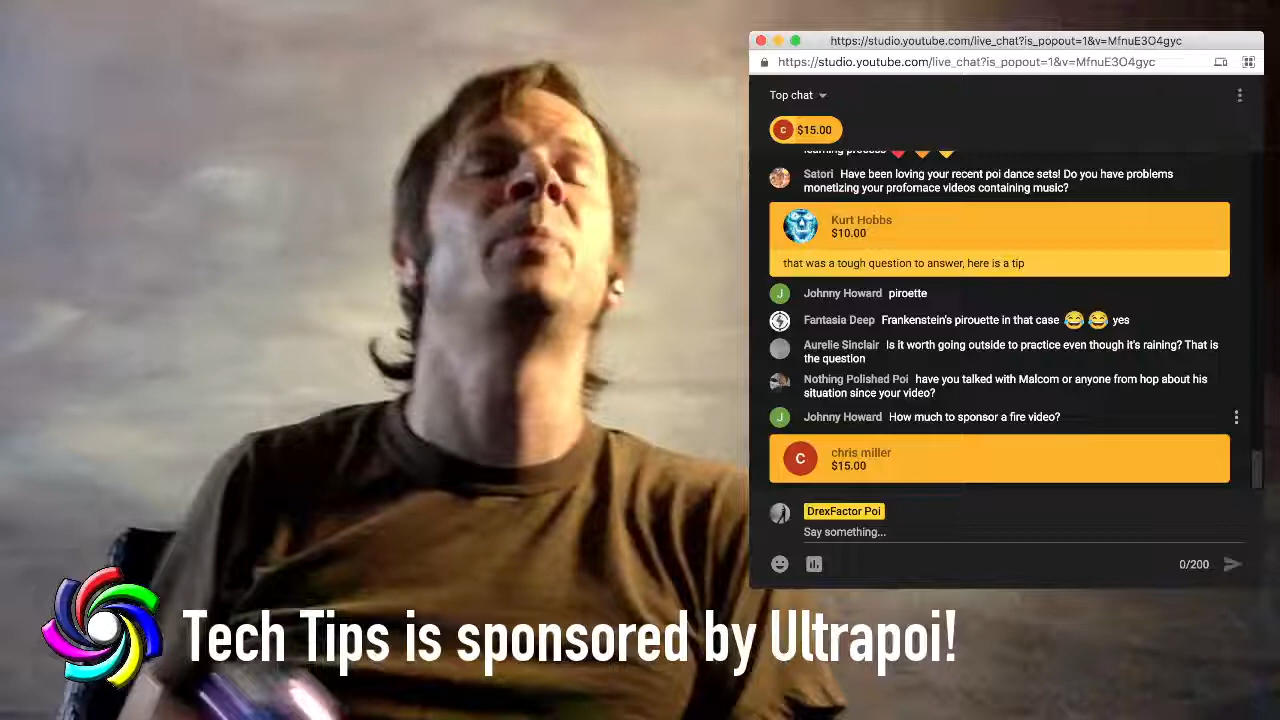 https://studio.youtube.com/live_chat?is_popout=1&v=MfnuE3O4gyc
https://studio.youtube.com/live_chat?is_popout=1&v=MfnuE3O4gyc
Top chat
C $15.00
learning process
Satori Have been loving your recent poi dance sets! Do you have problems
monetizing your profomace videos containing music?
Kurt Hobbs
$10.00
that was a tough question to answer, here is a tip
J Johnny Howard piroette
Fantasia Deep Frankenstein's pirouette in that case 😂 😂 yes
Aurelie Sinclair Is it worth going outside to practice even though it's raining? That is
the question
Nothing Polished Poi have you talked with Malcom or anyone from hop about his
situation since your video?
J Johnny Howard How much to sponsor a fire video?
C chris miller
$15.00
DrexFactor Poi
Say something...
0/200
Tech Tips is sponsored by Ultrapoi!